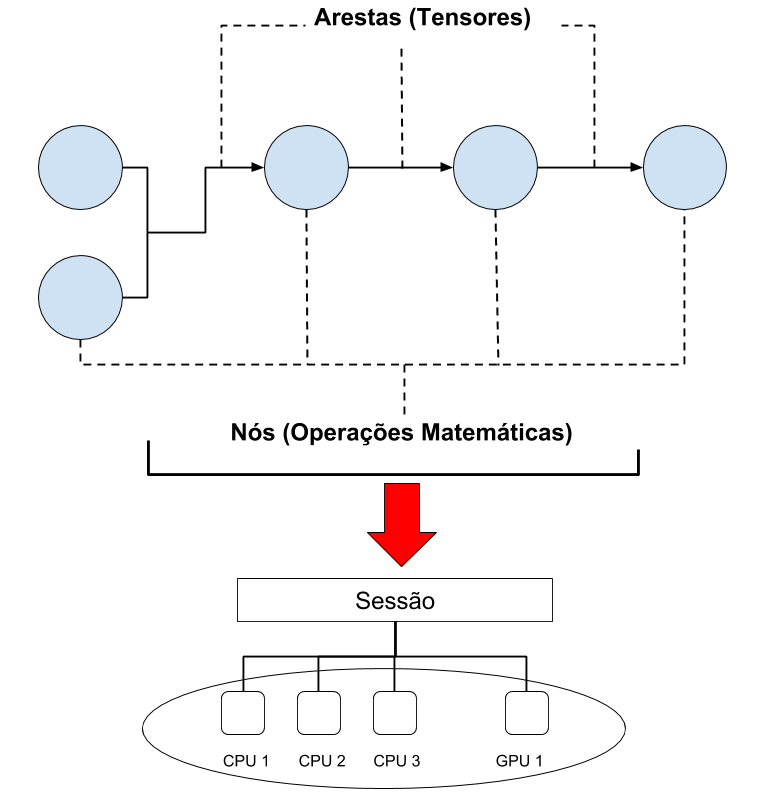 Arestas (Tensores)
Nós (Operações Matemáticas)
Sessão
CPU 1 CPU 2 CPU 3 GPU 1